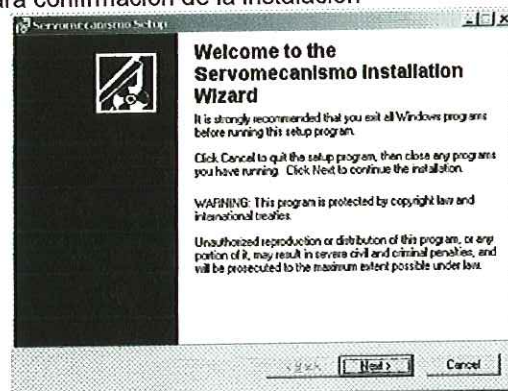 ara confirmación de la instalación
Servomecanismo Setup
Welcome to the
Servomecanismo Installation
Wizard
It is strongly recommended that you exit all Windows programs
before running this setup program.
Click Cancel to quit the setup program, then close any programs
you have running. Click Next to continue the installation.
WARNING: This program is protected by copyright law and
international treaties.
Unauthorized reproduction or distribution of this program, or any
portion of it, may result in severe civil and criminal penalties, and
will be prosecuted to the maximum extent possible under law.
< Back Next > Cancel